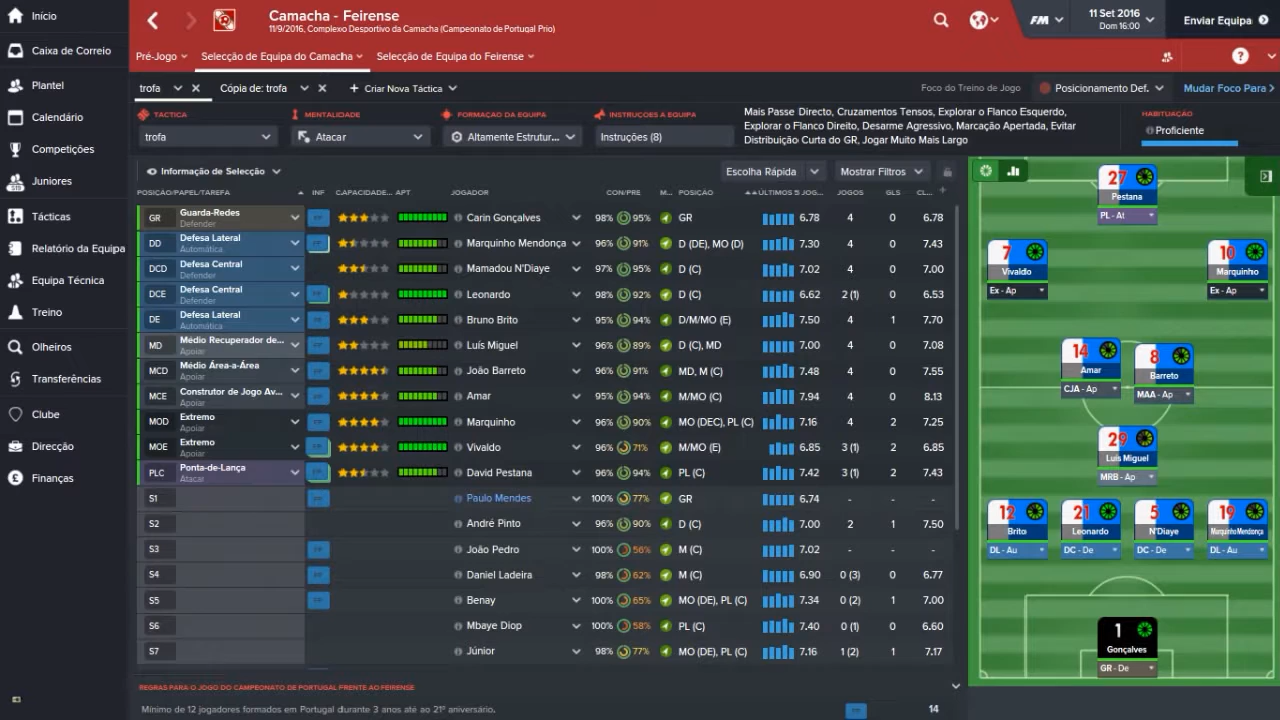 Início
Caixa de Correio
Plantel
Calendário
Competições
Juniores
Tácticas
Relatório da Equipa
Equipa Técnica
Treino
Olheiros
Transferências
Clube
Direcção
Finanças
Camacha - Feirense
11/9/2016, Complexo Desportivo da Camacha (Campeonato de Portugal Prio)
FM
11 Set 2016
Dom 16:00
Enviar Equipa
Pré-Jogo
Selecção de Equipa do Camacha
Selecção de Equipa do Feirense
?
trofa
Cópia de: trofa
+ Criar Nova Táctica
Foco do Treino de Jogo
Posicionamento Def.
Mudar Foco Para
TÁCTICA
MENTALIDADE
FORMAÇÃO DA EQUIPA
INSTRUÇÕES À EQUIPA
trofa
Atacar
Altamente Estrutur...
Instruções (8)
Mais Passe Directo, Cruzamentos Tensos, Explorar o Flanco Esquerdo,
Explorar o Flanco Direito, Desarme Agressivo, Marcação Apertada, Evitar
Distribuição Curta do GR, Jogar Muito Mais Largo
HABITUAÇÃO
Proficiente
Informação de Selecção
Escolha Rápida
Mostrar Filtros
POSIÇÃO/PAPEL/TAREFA INF CAPACIDADE... APT JOGADOR CON/PRE M... POSIÇÃO ÚLTIMOS 5 JOG... JOGOS GLS CL...
GR Guarda-Redes Defender FP Carin Gonçalves 98% 95% GR 6.78 4 0 6.78
DD Defesa Lateral Automática FP Marquinho Mendonça 96% 91% D (DE), MO (D) 7.30 4 0 7.43
DCD Defesa Central Defender Mamadou N'Diaye 97% 95% D (C) 7.02 4 0 7.00
DCE Defesa Central Defender FP Leonardo 98% 92% D (C) 6.62 2 (1) 0 6.53
DE Defesa Lateral Automática FP Bruno Brito 95% 94% D/M/MO (E) 7.50 4 1 7.70
MD Médio Recuperador de... Apoiar FP Luís Miguel 96% 89% D (C), MD 7.00 4 0 7.08
MCD Médio Área-a-Área Apoiar FP João Barreto 96% 91% MD, M (C) 7.48 4 0 7.55
MCE Construtor de Jogo Av... Apoiar FP Amar 95% 94% M/MO (C) 7.94 4 0 8.13
MOD Extremo Apoiar FP Marquinho 96% 90% MO (DEC), PL (C) 7.16 4 2 7.25
MOE Extremo Apoiar FP Vivaldo 96% 71% M/MO (E) 6.85 3 (1) 2 6.85
PLC Ponta-de-Lança Atacar FP David Pestana 96% 94% PL (C) 7.42 3 (1) 2 7.43
S1 FP Paulo Mendes 100% 77% GR 6.74 - - -
S2 André Pinto 96% 90% D (C) 7.00 2 1 7.50
S3 FP João Pedro 100% 56% M (C) 7.02 - - -
S4 FP Daniel Ladeira 98% 62% M (C) 6.90 0 (3) 0 6.77
S5 FP Benay 100% 65% MO (DE), PL (C) 7.34 0 (2) 1 7.00
S6 Mbaye Diop 100% 58% PL (C) 7.40 0 (1) 0 6.60
S7 Júnior 98% 77% MO (DE), PL (C) 7.16 1 (2) 1 7.17
REGRAS PARA O JOGO DO CAMPEONATO DE PORTUGAL FRENTE AO FEIRENSE
Mínimo de 12 jogadores formados em Portugal durante 3 anos até ao 21º aniversário. FP 14
27
Pestana
PL - At
7 10
Vivaldo Marquinho
Ex - Ap Ex - Ap
14 8
Amar Barreto
CJA - Ap MAA - Ap
29
Luís Miguel
MRB - Ap
12 21 5 19
Brito Leonardo N'Diaye Marquinho Mendonça
DL - Au DC - De DC - De DL - Au
1
Gonçalves
GR - De